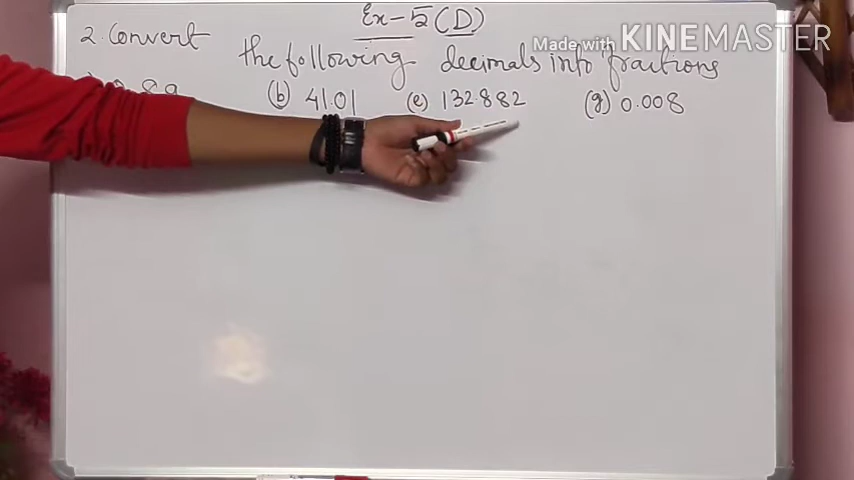 Ex-5(D)
Made with KINEMASTER
2. Convert the following decimals into fractions
(b) 41.01 (e) 132.882 (g) 0.008